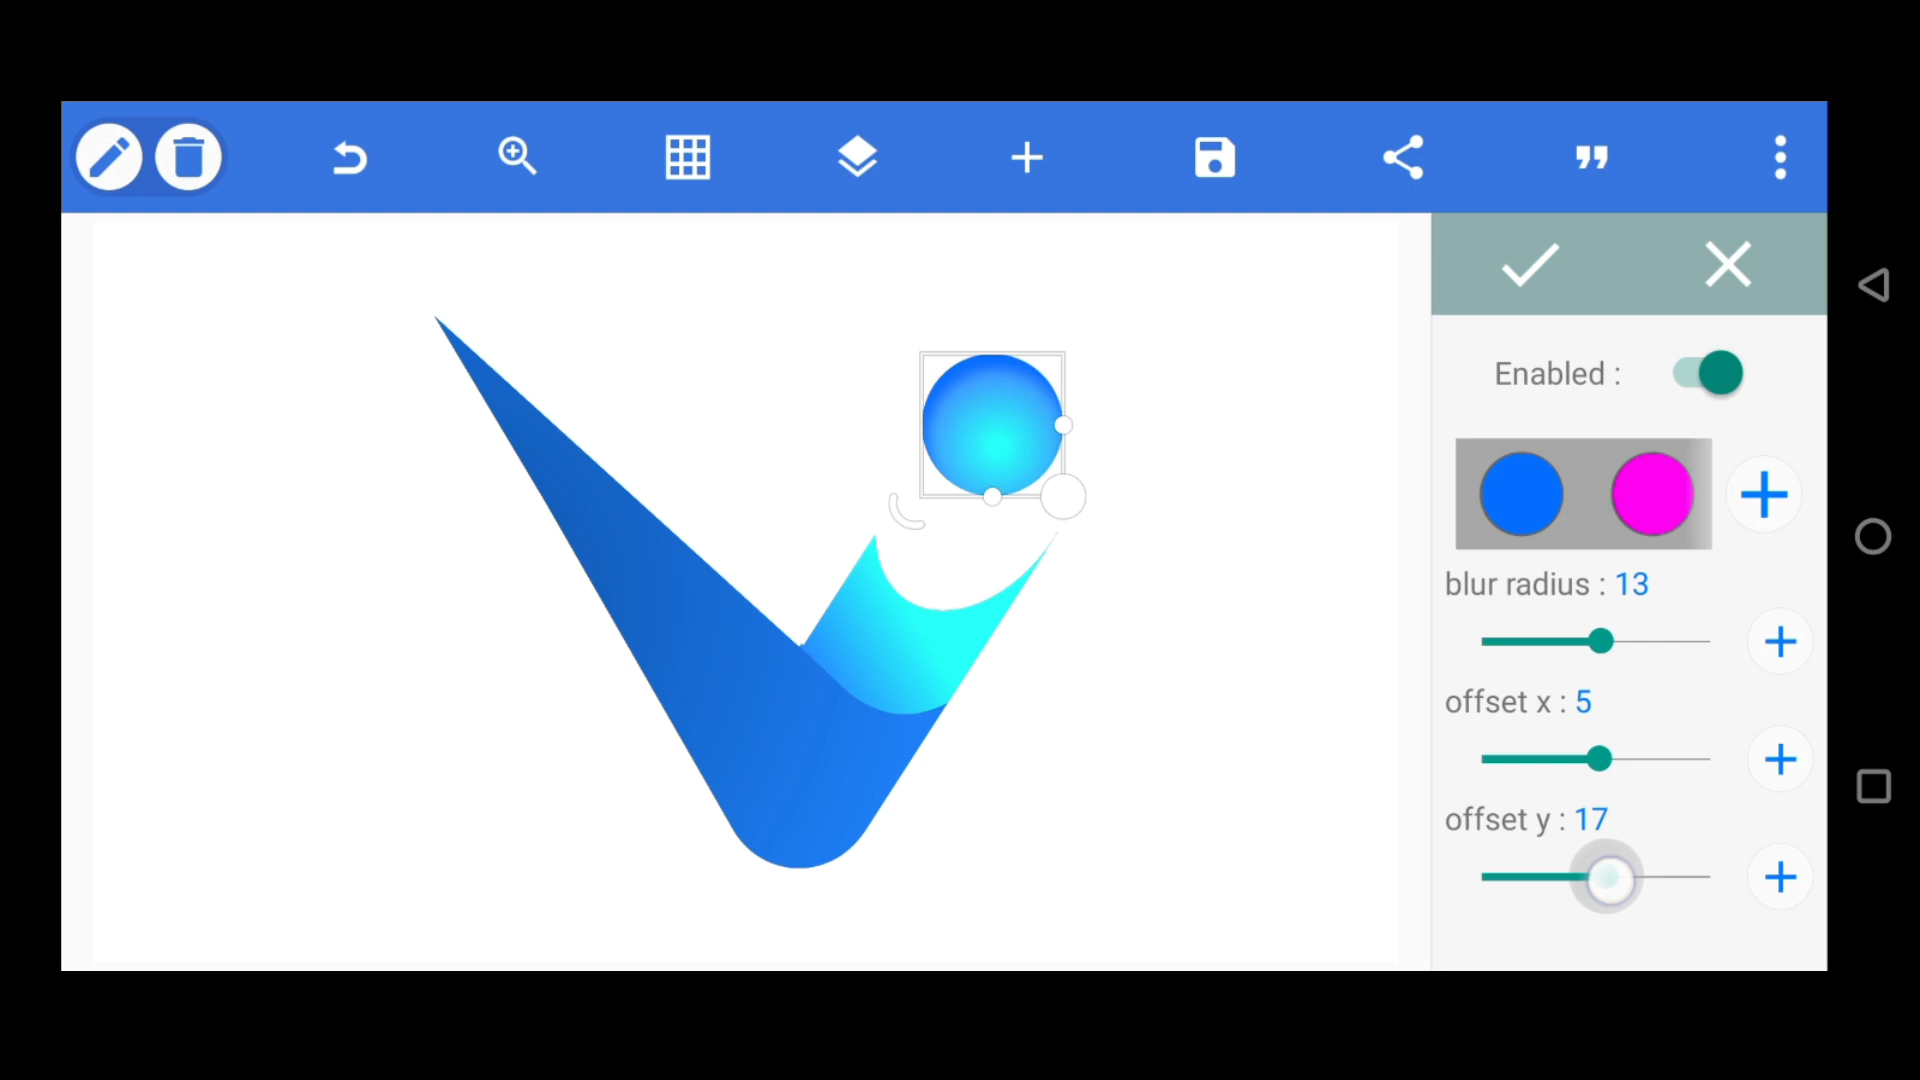 Enabled :
blur radius : 13
offset x : 5
offset y : 17